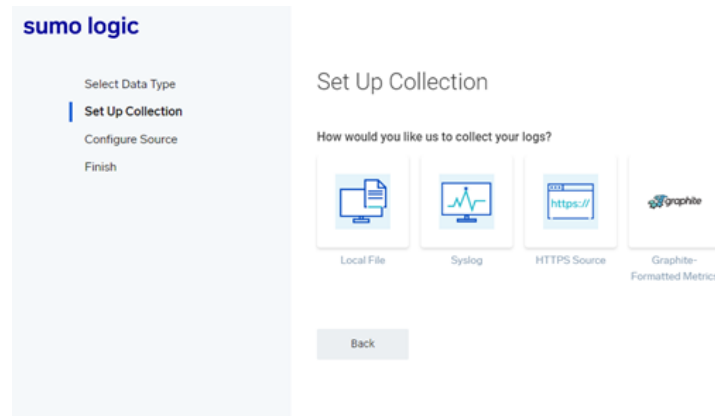 sumo logic
Select Data Type
Set Up Collection
Configure Source
Finish
Set Up Collection
How would you like us to collect your logs?
https://
graphite
Local File
Syslog
HTTPS Source
Graphite-
Formatted Metrics
Back